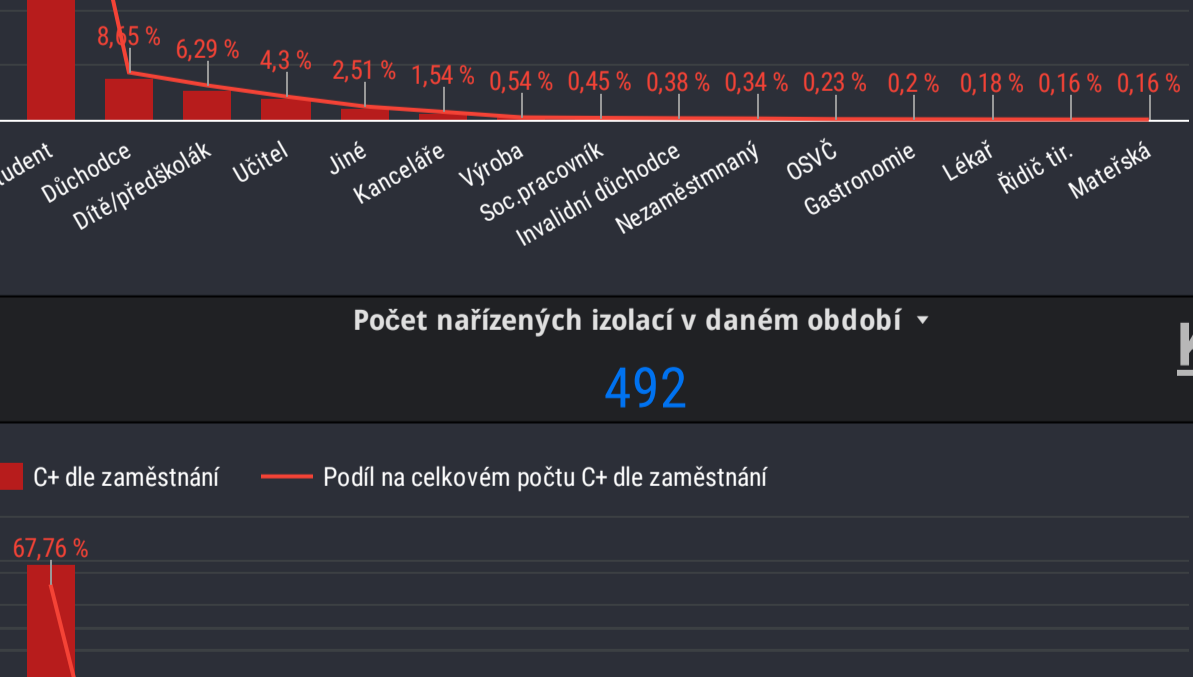 8,65 %
6,29 %
4,3 %
2,51 %
1,54 %
0,54 %
0,45 %
0,38 %
0,34 %
0,23 %
0,2 %
0,18 %
0,16 %
0,16 %
tudent
Důchodce
Dítě/předškolák
Učitel
Jiné
Kanceláře
Výroba
Soc.pracovník
Invalidní důchodce
Nezaměstmnaný
OSVČ
Gastronomie
Lékař
Řidič tir.
Mateřská
Počet nařízených izolací v daném období
K
492
C+ dle zaměstnání
Podíl na celkovém počtu C+ dle zaměstnání
67,76 %